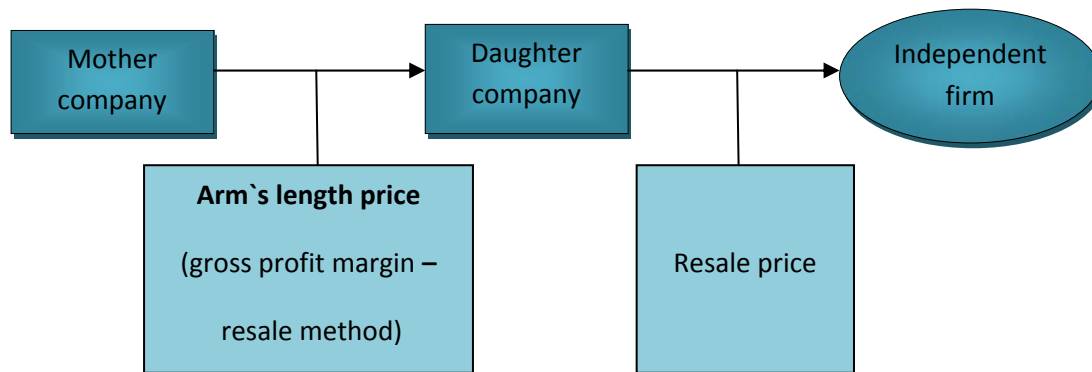 Mother
company
Daughter
company
Independent
firm
Arm`s length price
(gross profit margin –
resale method)
Resale price